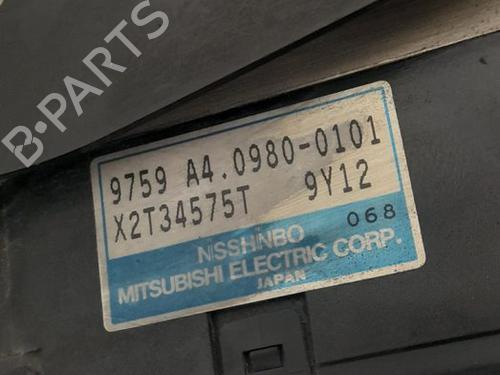 B-PARTS
9759 A4.0980-0101
X2T34575T 9Y12
068
NISSHINBO
MITSUBISHI ELECTRIC CORP.
JAPAN